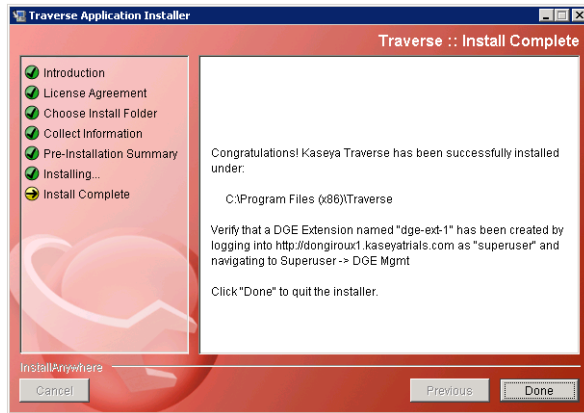 Traverse Application Installer
Traverse :: Install Complete
Introduction
License Agreement
Choose Install Folder
Collect Information
Pre-Installation Summary
Installing...
Install Complete
Congratulations! Kaseya Traverse has been successfully installed
under:
C:\Program Files (x86)\Traverse
Verify that a DGE Extension named "dge-ext-1" has been created by
logging into http://dongiroux1.kaseyatrials.com as "superuser" and
navigating to Superuser -> DGE Mgmt
Click "Done" to quit the installer.
InstallAnywhere
Cancel
Previous
Done